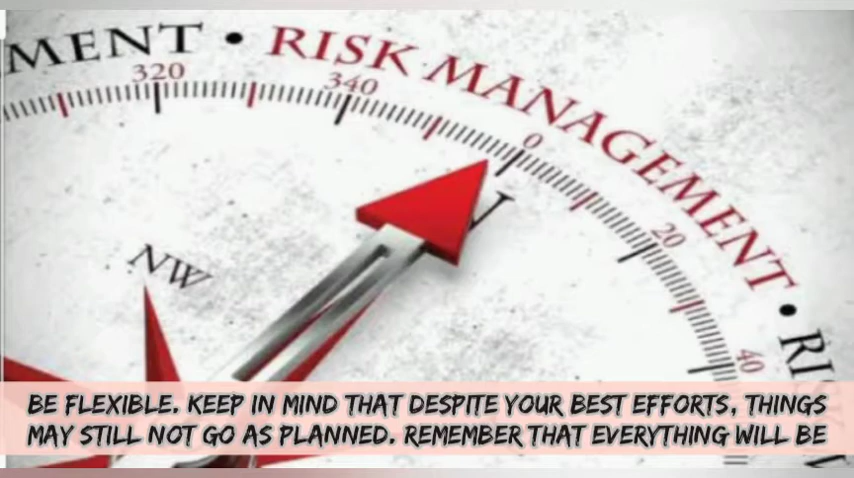 MENT • RISK MANAGEMENT •
320
340
0
20
40
NW
BE FLEXIBLE. KEEP IN MIND THAT DESPITE YOUR BEST EFFORTS, THINGS
MAY STILL NOT GO AS PLANNED. REMEMBER THAT EVERYTHING WILL BE